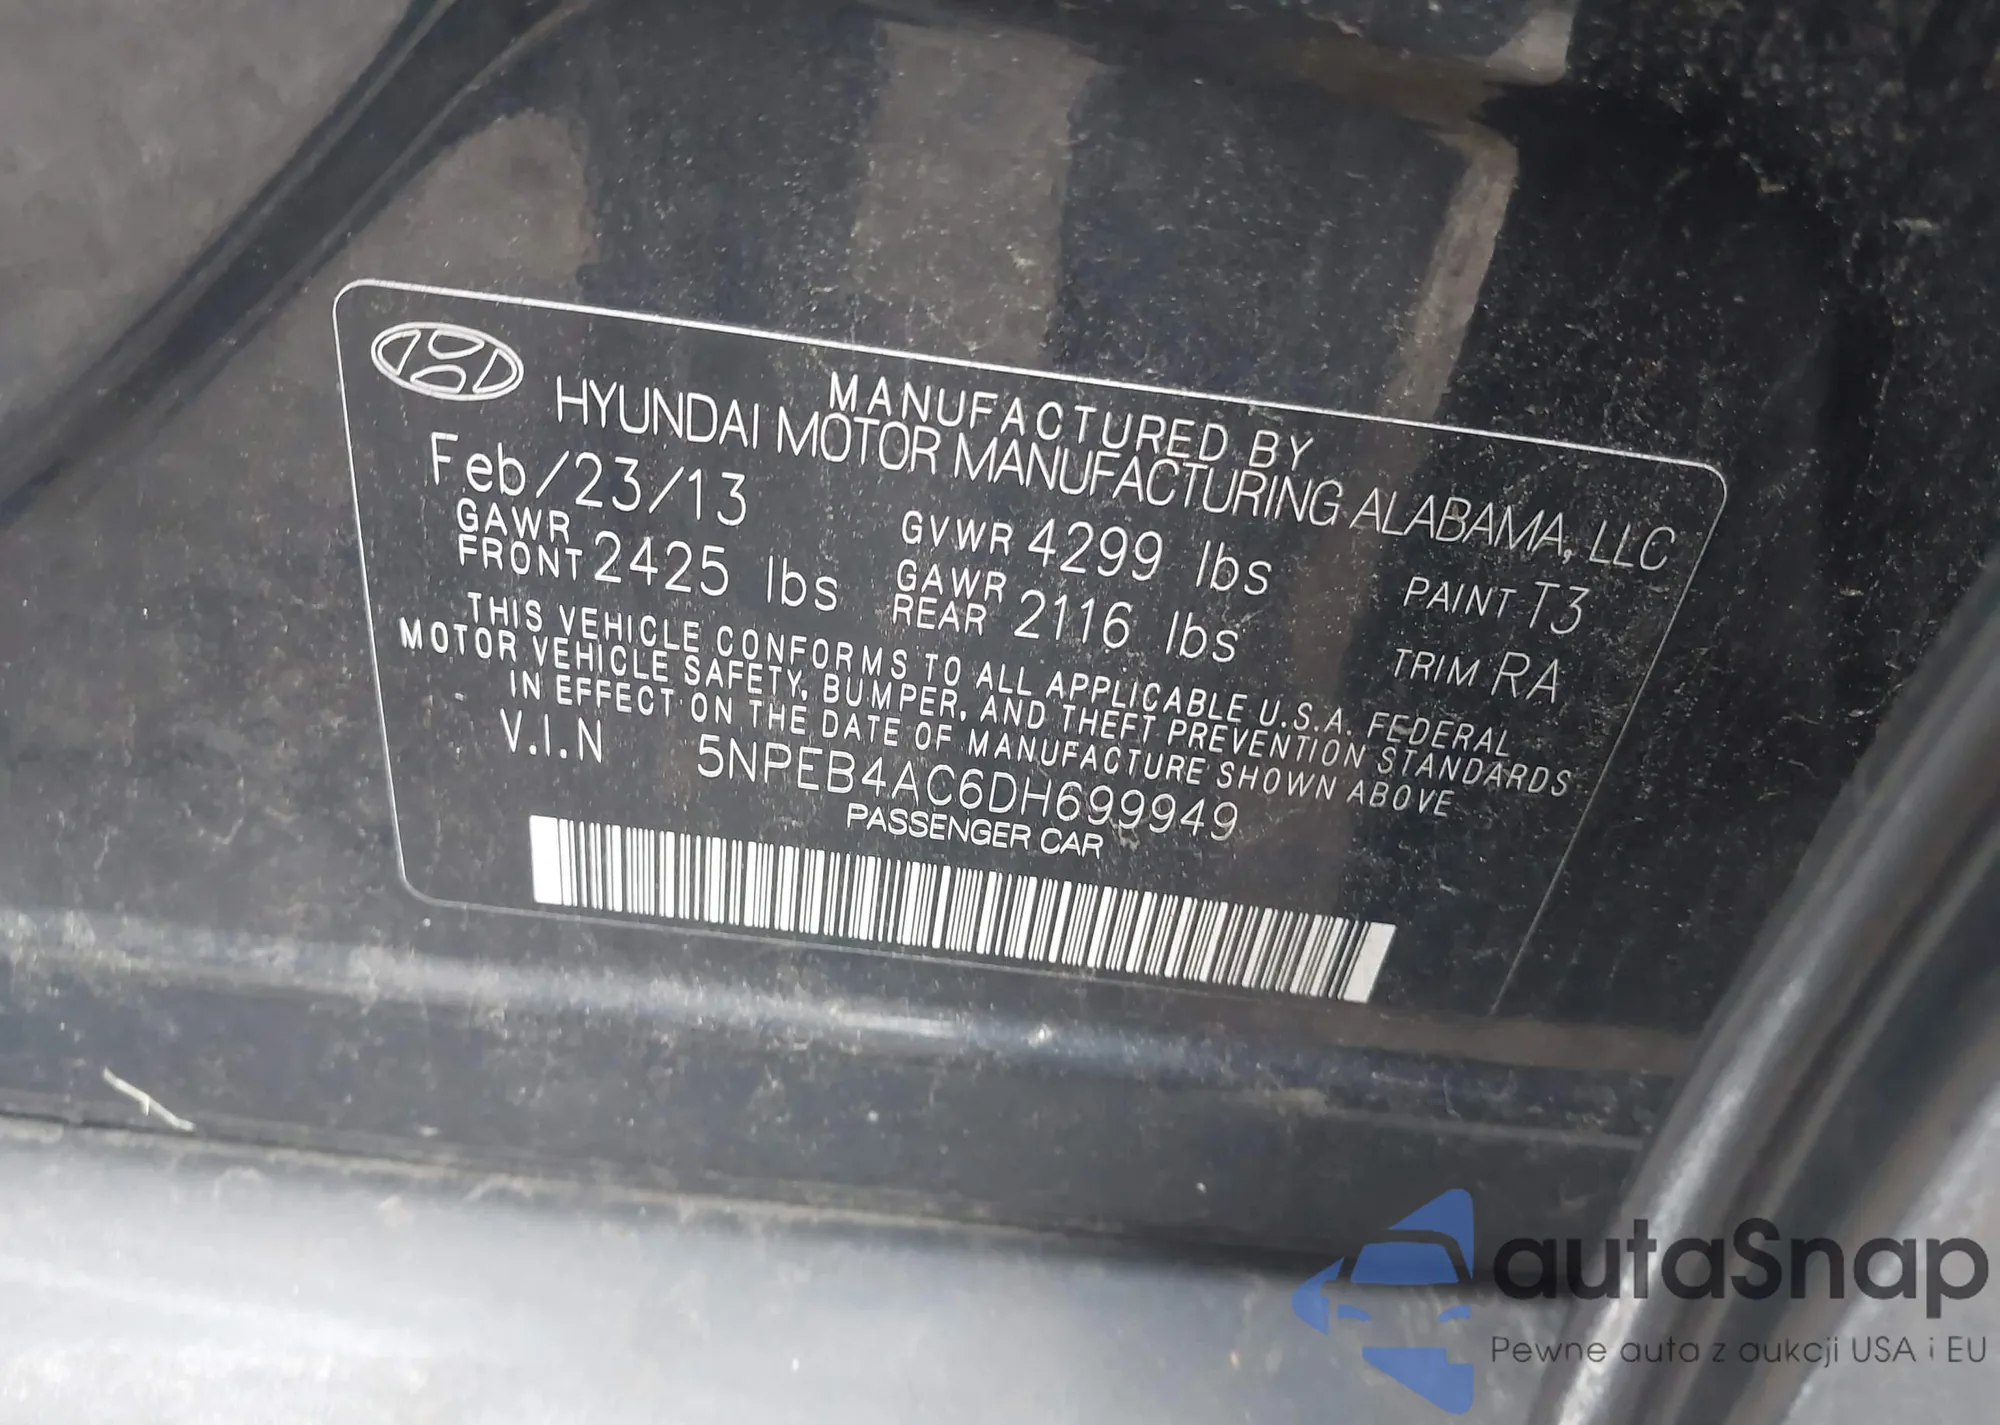 MANUFACTURED BY
HYUNDAI MOTOR MANUFACTURING ALABAMA, LLC
Feb/23/13 GVWR 4299 lbs PAINT T3
GAWR FRONT 2425 lbs GAWR REAR 2116 lbs TRIM RA
THIS VEHICLE CONFORMS TO ALL APPLICABLE U.S.A. FEDERAL
MOTOR VEHICLE SAFETY, BUMPER, AND THEFT PREVENTION STANDARDS
IN EFFECT ON THE DATE OF MANUFACTURE SHOWN ABOVE
V.I.N 5NPEB4AC6DH699949
PASSENGER CAR
autaSnap
Pewne auta z aukcji USA i EU